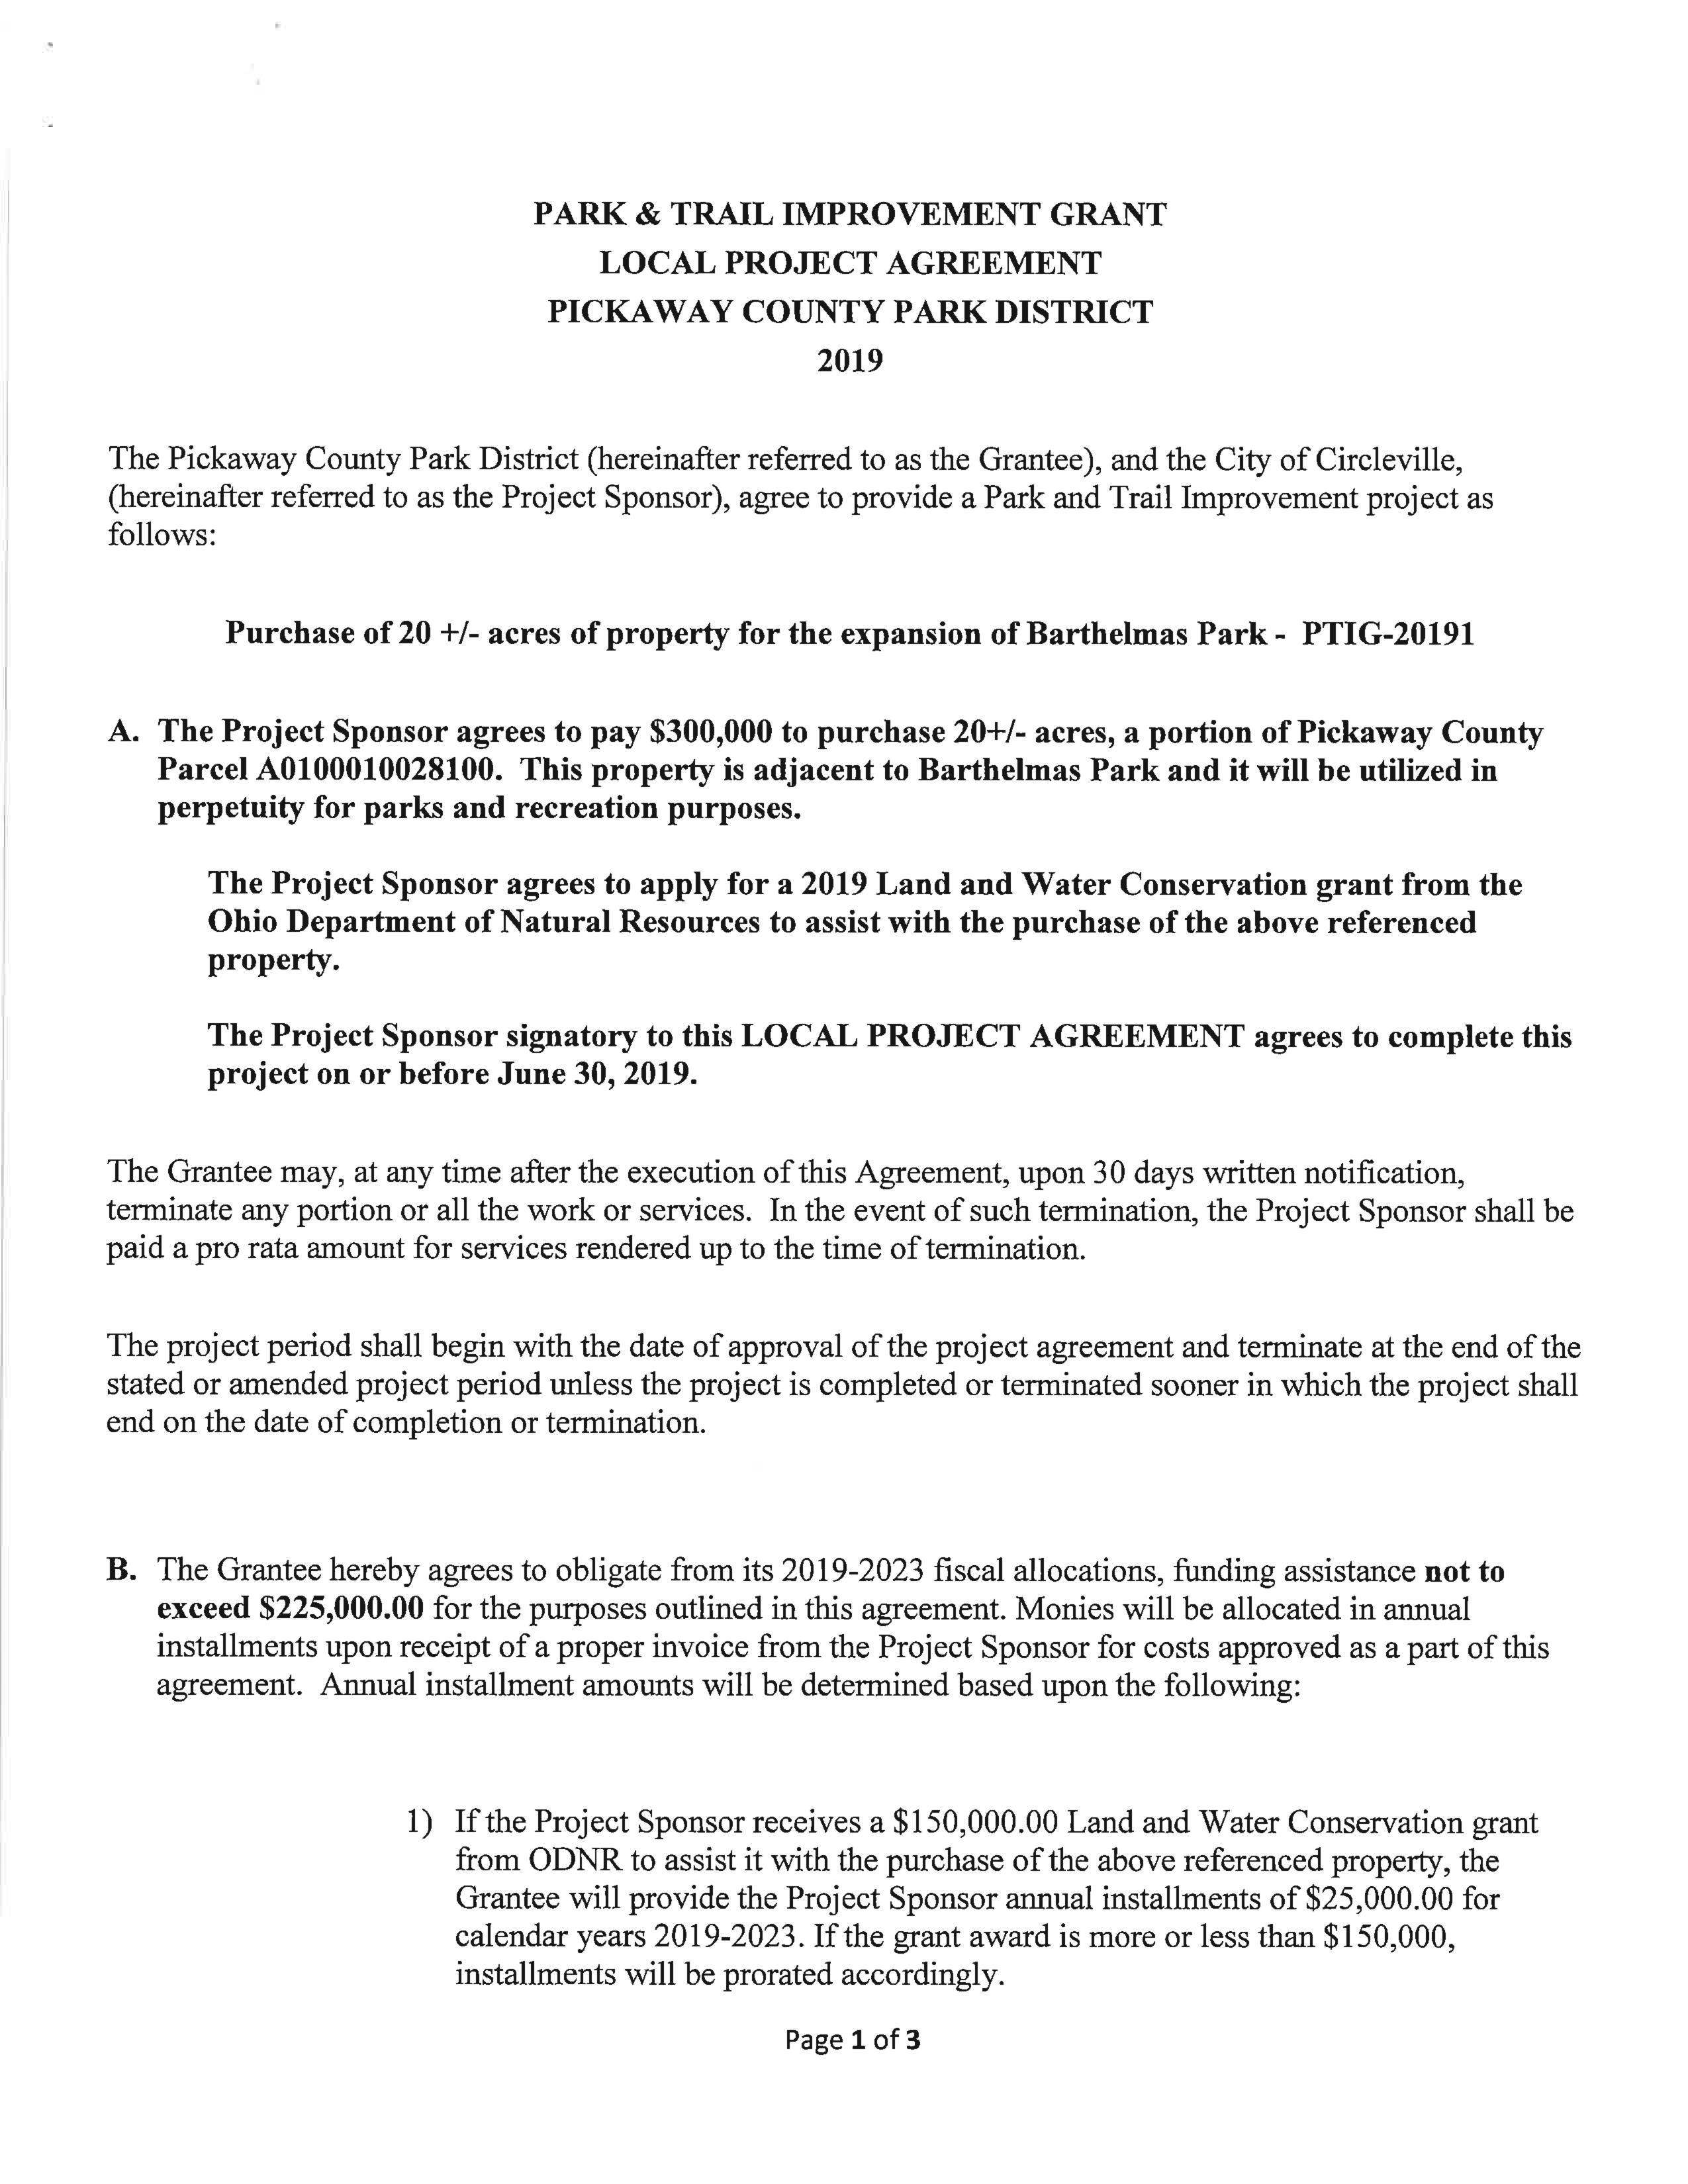 PARK & TRAIL IMPROVEMENT GRANT
LOCAL PROJECT AGREEMENT
PICKAWAY COUNTY PARK DISTRICT
2019
The Pickaway County Park District (hereinafter referred to as the Grantee), and the City of Circleville,
(hereinafter referred to as the Project Sponsor), agree to provide a Park and Trail Improvement project as
follows:
Purchase of 20 +/- acres of property for the expansion of Barthelmas Park - PTIG-20191
A. The Project Sponsor agrees to pay $300,000 to purchase 20+/- acres, a portion of Pickaway County
Parcel A0100010028100. This property is adjacent to Barthelmas Park and it will be utilized in
perpetuity for parks and recreation purposes.
The Project Sponsor agrees to apply for a 2019 Land and Water Conservation grant from the
Ohio Department of Natural Resources to assist with the purchase of the above referenced
property.
The Project Sponsor signatory to this LOCAL PROJECT AGREEMENT agrees to complete this
project on or before June 30, 2019.
The Grantee may, at any time after the execution of this Agreement, upon 30 days written notification,
terminate any portion or all the work or services. In the event of such termination, the Project Sponsor shall be
paid a pro rata amount for services rendered up to the time of termination.
The project period shall begin with the date of approval of the project agreement and terminate at the end of the
stated or amended project period unless the project is completed or terminated sooner in which the project shall
end on the date of completion or termination.
B. The Grantee hereby agrees to obligate from its 2019-2023 fiscal allocations, funding assistance not to
exceed $225,000.00 for the purposes outlined in this agreement. Monies will be allocated in annual
installments upon receipt of a proper invoice from the Project Sponsor for costs approved as a part of this
agreement. Annual installment amounts will be determined based upon the following:
1) If the Project Sponsor receives a $150,000.00 Land and Water Conservation grant
from ODNR to assist it with the purchase of the above referenced property, the
Grantee will provide the Project Sponsor annual installments of $25,000.00 for
calendar years 2019-2023. If the grant award is more or less than $150,000,
installments will be prorated accordingly.
Page 1 of 3